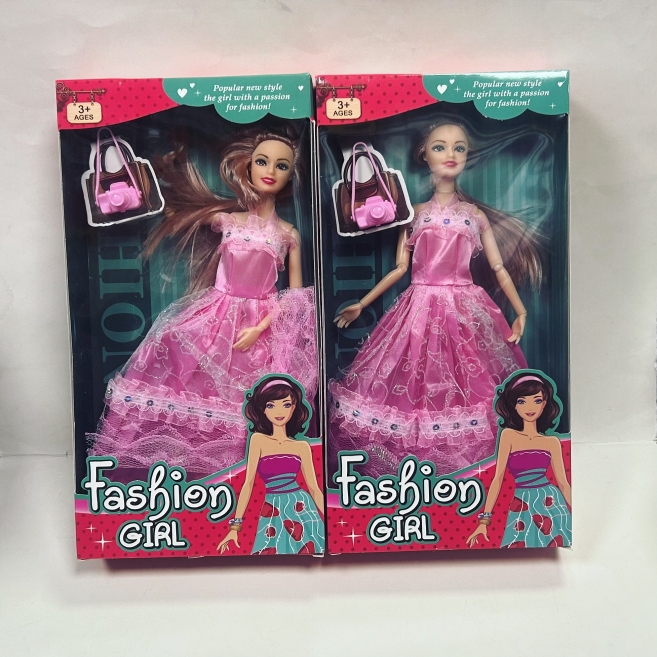 3+
AGES
Popular new style
the girl with a passion
for fashion!
Fashion
GIRL
3+
AGES
Popular new style
the girl with a passion
for fashion!
Fashion
GIRL